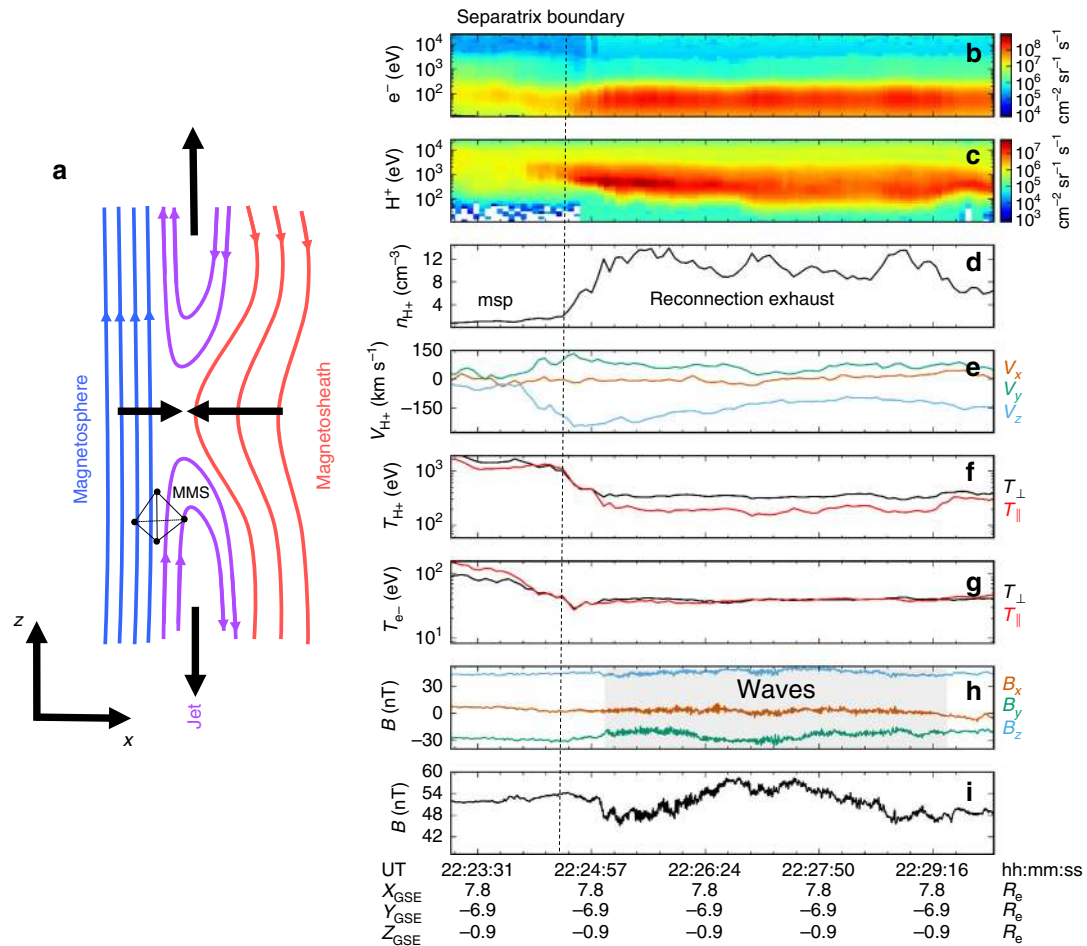 Separatrix boundary
a
Magnetosphere
Magnetosheath
MMS
Jet
z
x
e⁻ (eV)
10⁴
10³
10²
b
10⁸
10⁷
10⁶
10⁵
10⁴
cm⁻² sr⁻¹ s⁻¹
H⁺ (eV)
10⁴
10³
10²
c
10⁷
10⁶
10⁵
10⁴
10³
cm⁻² sr⁻¹ s⁻¹
n_H+ (cm⁻³)
12
8
4
msp
Reconnection exhaust
d
V_H+ (km s⁻¹)
150
0
−150
e
V_x
V_y
V_z
T_H+ (eV)
10³
10²
f
T_⊥
T_∥
T_e− (eV)
10²
10¹
g
T_⊥
T_∥
B (nT)
30
0
−30
Waves
h
B_x
B_y
B_z
B (nT)
60
54
48
42
i
UT 22:23:31 22:24:57 22:26:24 22:27:50 22:29:16 hh:mm:ss
X_GSE 7.8 7.8 7.8 7.8 7.8 R_e
Y_GSE −6.9 −6.9 −6.9 −6.9 −6.9 R_e
Z_GSE −0.9 −0.9 −0.9 −0.9 −0.9 R_e